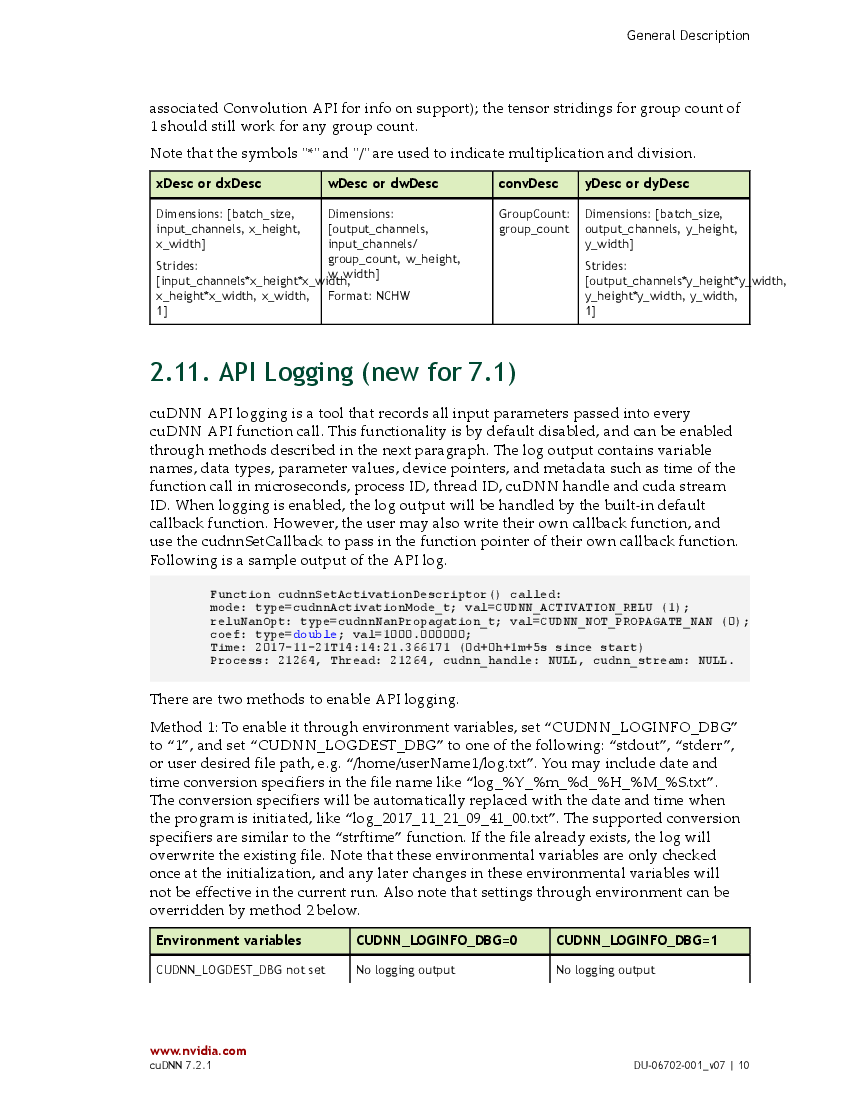 General Description
associated Convolution API for info on support); the tensor stridings for group count of
1 should still work for any group count.
Note that the symbols "*" and "/" are used to indicate multiplication and division.
xDesc or dxDesc
wDesc or dwDesc
convDesc
yDesc or dyDesc
Dimensions: [batch_size,
input_channels, x_height,
x_width]
Strides:
[input_channels*x_height*x_width,
x_height*x_width, x_width,
1]
Dimensions:
[output_channels,
input_channels/
group_count, w_height,
w_width]
Format: NCHW
GroupCount:
group_count
Dimensions: [batch_size,
output_channels, y_height,
y_width]
Strides:
[output_channels*y_height*y_width,
y_height*y_width, y_width,
1]
2.11. API Logging (new for 7.1)
cuDNN API logging is a tool that records all input parameters passed into every
cuDNN API function call. This functionality is by default disabled, and can be enabled
through methods described in the next paragraph. The log output contains variable
names, data types, parameter values, device pointers, and metadata such as time of the
function call in microseconds, process ID, thread ID, cuDNN handle and cuda stream
ID. When logging is enabled, the log output will be handled by the built-in default
callback function. However, the user may also write their own callback function, and
use the cudnnSetCallback to pass in the function pointer of their own callback function.
Following is a sample output of the API log.
Function cudnnSetActivationDescriptor() called:
mode: type=cudnnActivationMode_t; val=CUDNN_ACTIVATION_RELU (1);
reluNanOpt: type=cudnnNanPropagation_t; val=CUDNN_NOT_PROPAGATE_NAN (0);
coef: type=double; val=1000.000000;
Time: 2017-11-21T14:14:21.366171 (0d+0h+1m+5s since start)
Process: 21264, Thread: 21264, cudnn_handle: NULL, cudnn_stream: NULL.
There are two methods to enable API logging.
Method 1: To enable it through environment variables, set “CUDNN_LOGINFO_DBG”
to “1”, and set “CUDNN_LOGDEST_DBG” to one of the following: “stdout”, “stderr”,
or user desired file path, e.g. “/home/userName1/log.txt”. You may include date and
time conversion specifiers in the file name like “log_%Y_%m_%d_%H_%M_%S.txt”.
The conversion specifiers will be automatically replaced with the date and time when
the program is initiated, like “log_2017_11_21_09_41_00.txt”. The supported conversion
specifiers are similar to the “strftime” function. If the file already exists, the log will
overwrite the existing file. Note that these environmental variables are only checked
once at the initialization, and any later changes in these environmental variables will
not be effective in the current run. Also note that settings through environment can be
overridden by method 2 below.
Environment variables
CUDNN_LOGINFO_DBG=0
CUDNN_LOGINFO_DBG=1
CUDNN_LOGDEST_DBG not set
No logging output
No logging output
www.nvidia.com
cuDNN 7.2.1
DU-06702-001_v07 | 10